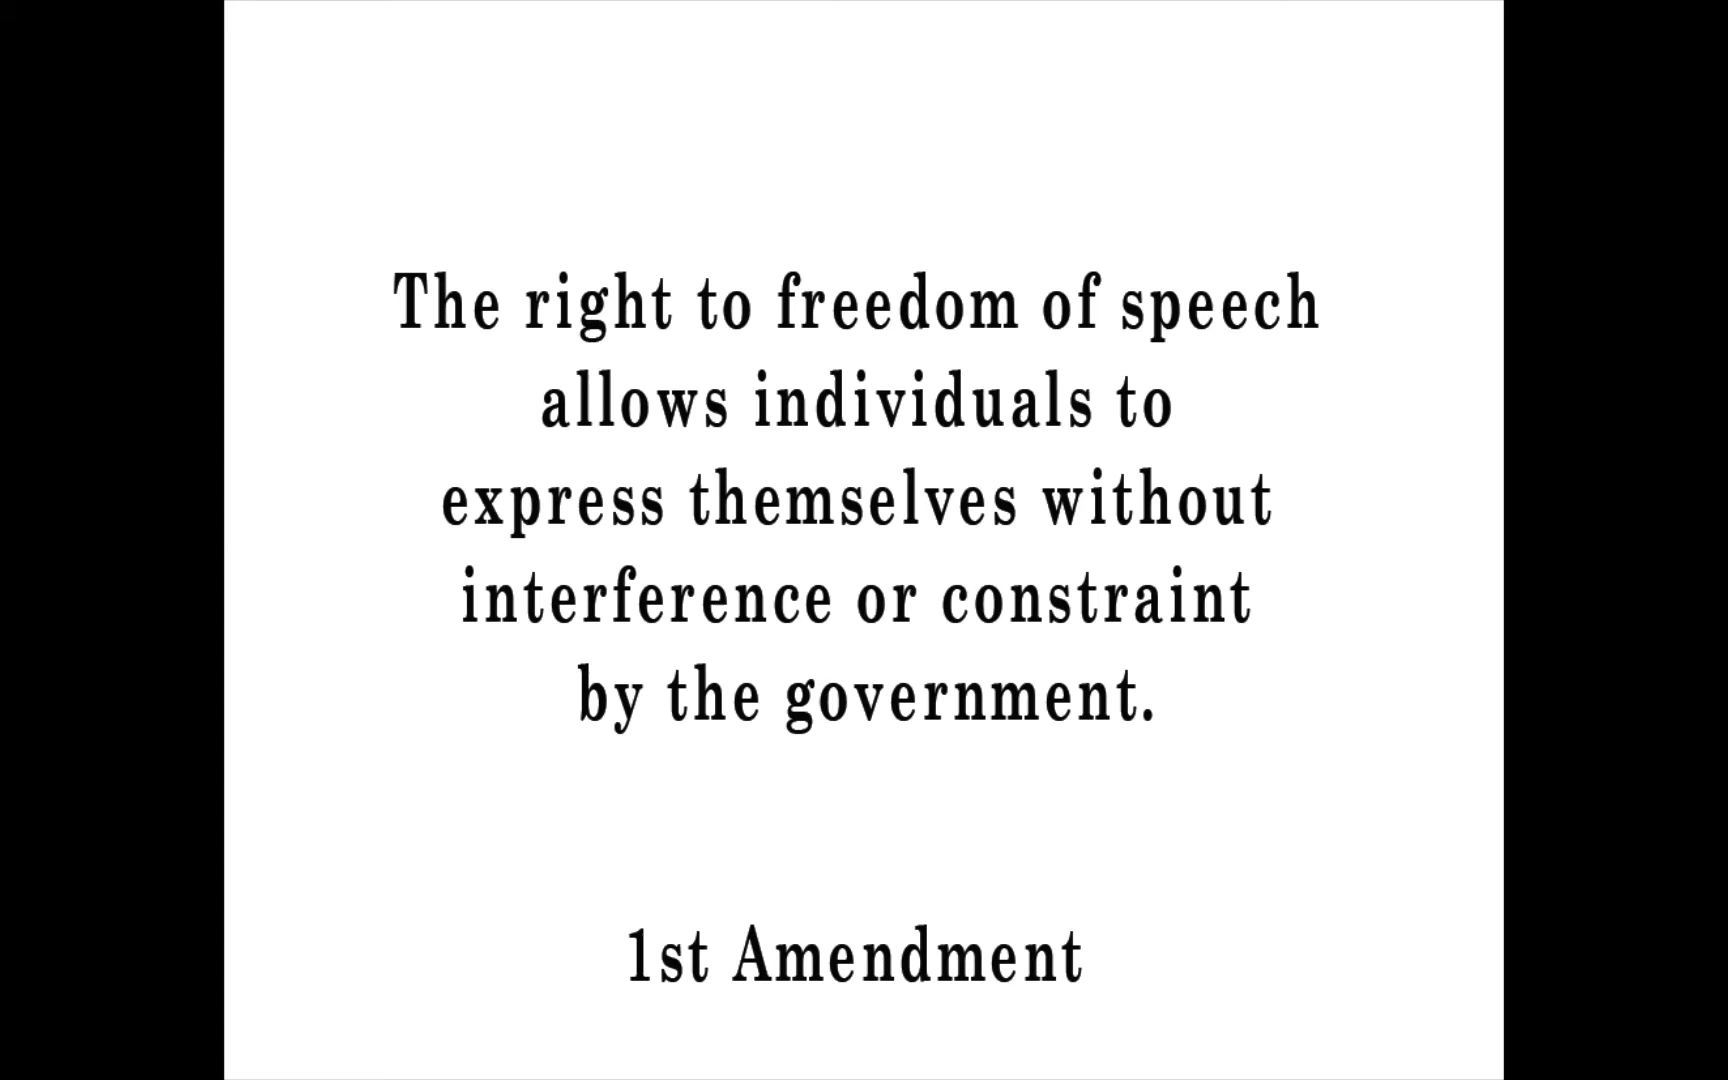 The right to freedom of speech
allows individuals to
express themselves without
interference or constraint
by the government.
1st Amendment